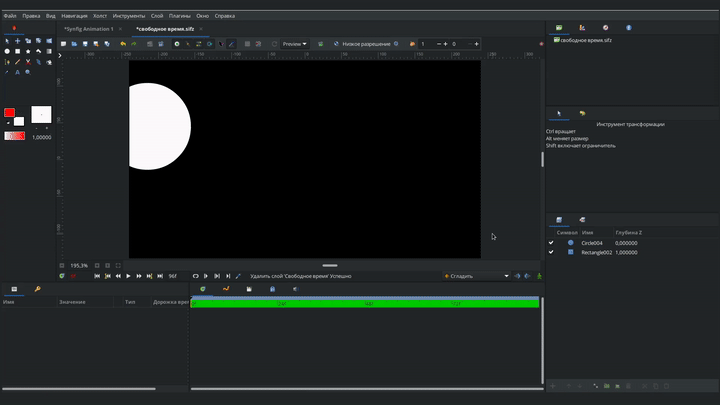 Файл Правка Вид Навигация Холст Инструменты Слой Плагины Окно Справка
*Synfig Animation 1
*свободное время.sifz
Preview
Низкое разрешение
1
0
свободное время.sifz
Инструмент трансформации
Ctrl вращает
Alt меняет размер
Shift включает ограничитель
1,00000
Символ Имя Глубина Z
Circle004 0,000000
Rectangle002 1,000000
195,3%
96f
Удалить слой 'Свободное время' Успешно
Сгладить
Имя Значение Тип Дорожка врем